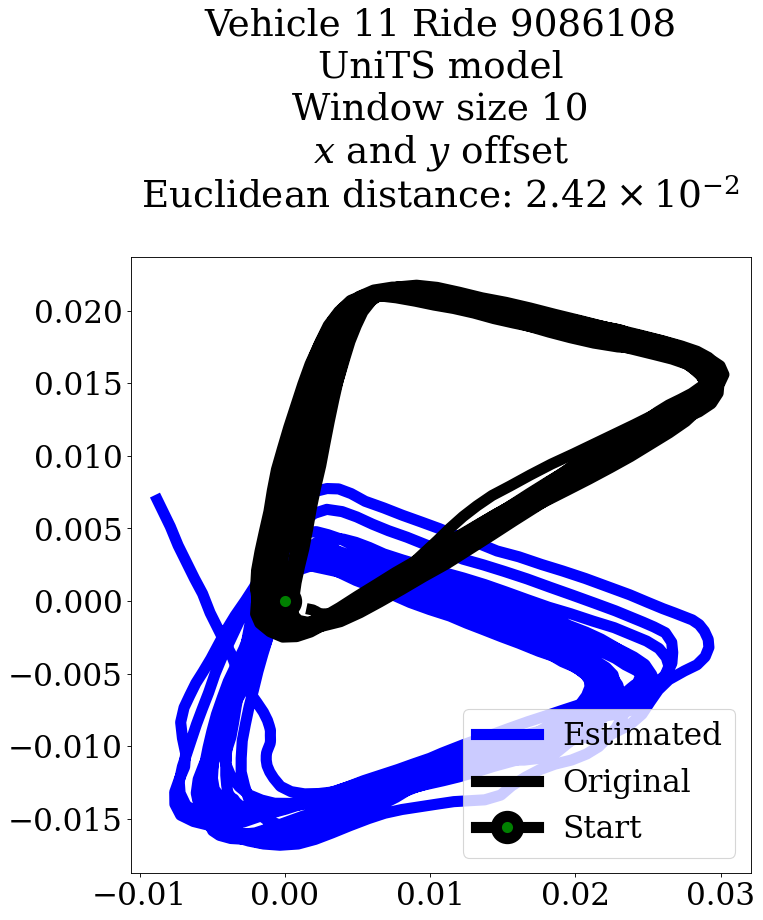 Vehicle 11 Ride 9086108
UniTS model
Window size 10
x and y offset
Euclidean distance: 2.42 × 10⁻²
0.020
0.015
0.010
0.005
0.000
−0.005
−0.010
−0.015
−0.01 0.00 0.01 0.02 0.03
Estimated
Original
Start